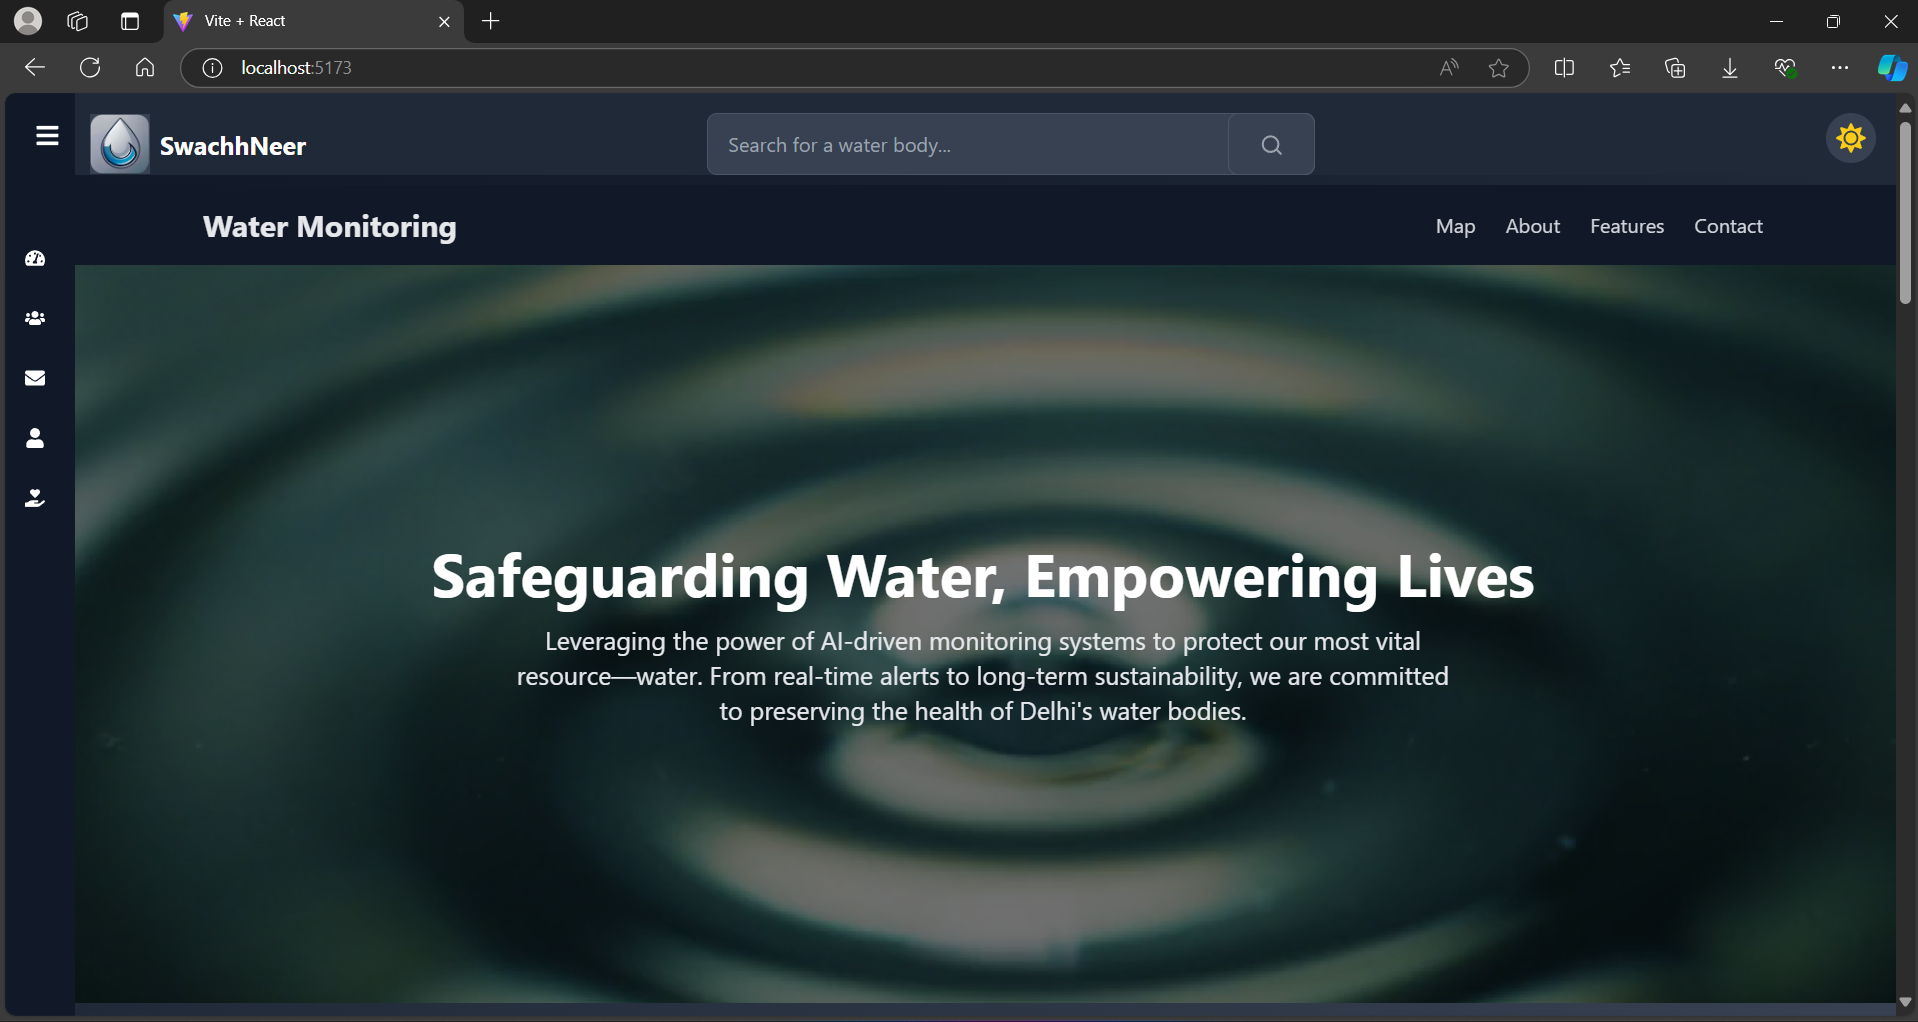 Vite + React
localhost:5173
SwachhNeer
Search for a water body...
Water Monitoring
Map About Features Contact
Safeguarding Water, Empowering Lives
Leveraging the power of AI-driven monitoring systems to protect our most vital
resource—water. From real-time alerts to long-term sustainability, we are committed
to preserving the health of Delhi's water bodies.